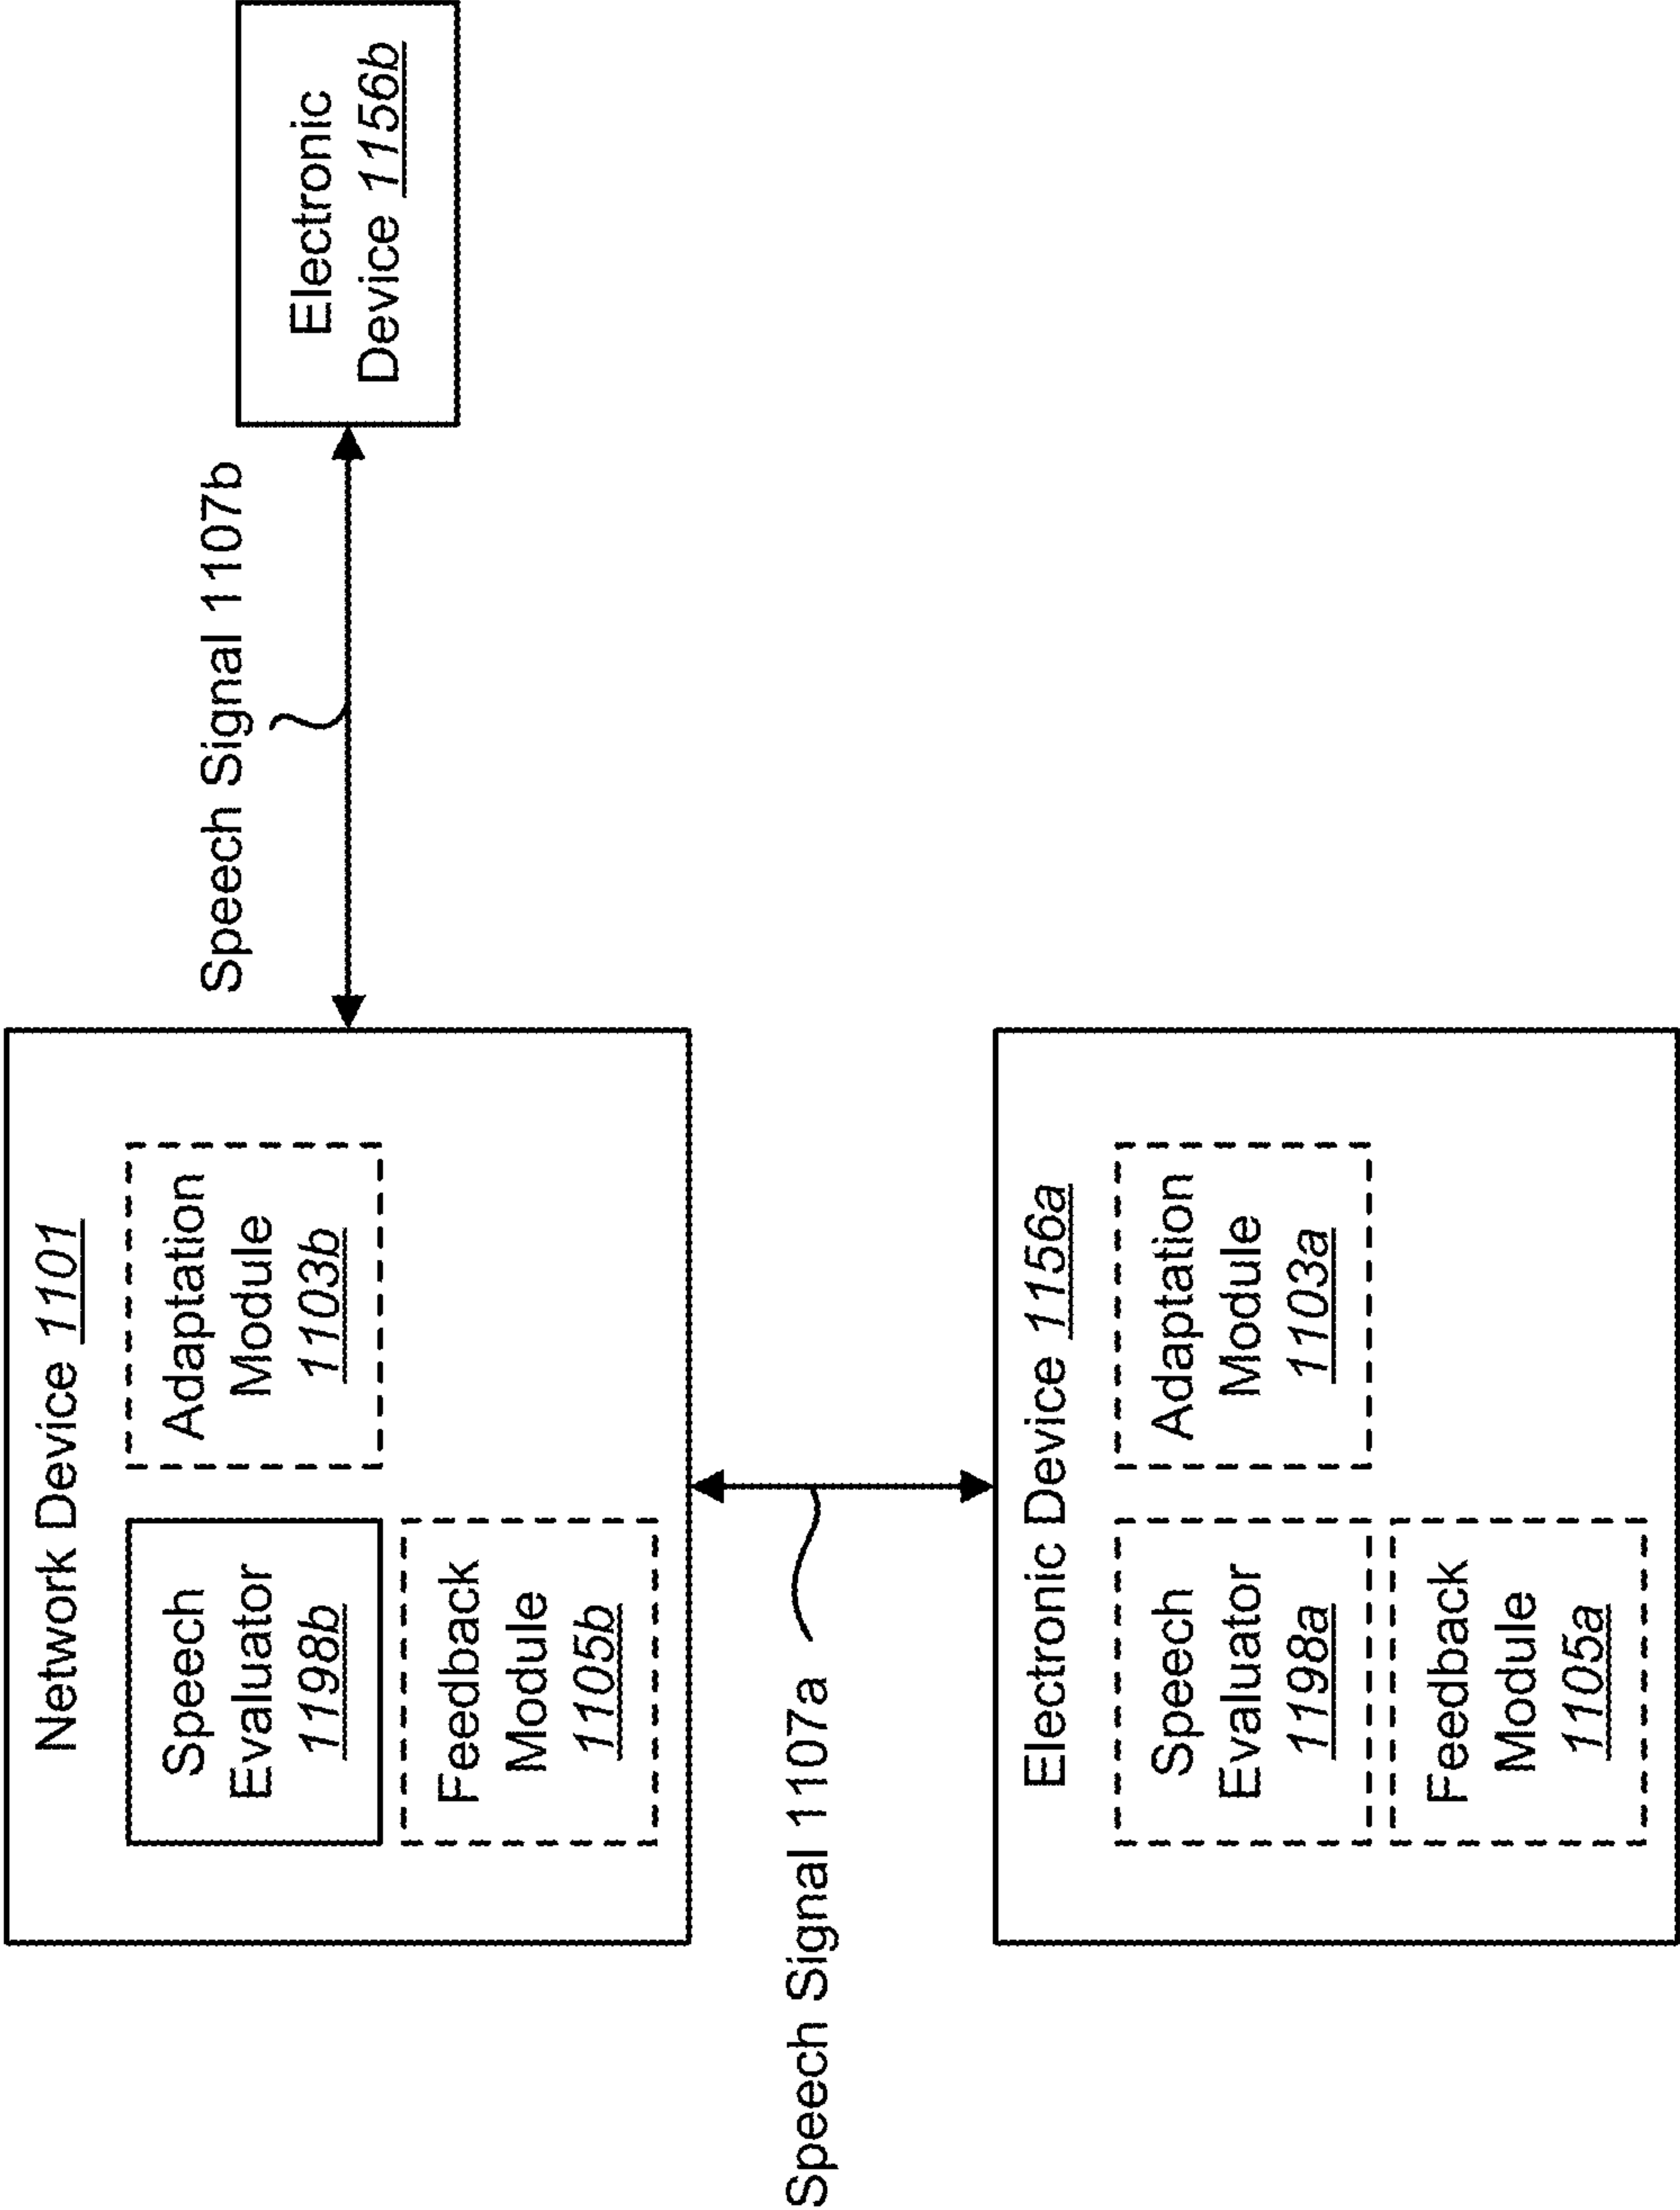 Network Device 1101
Speech
Evaluator
1198b
Adaptation
Module
1103b
Feedback
Module
1105b
Speech Signal 1107b
Electronic
Device 1156b
Speech Signal 1107a
Electronic Device 1156a
Speech
Evaluator
1198a
Adaptation
Module
1103a
Feedback
Module
1105a